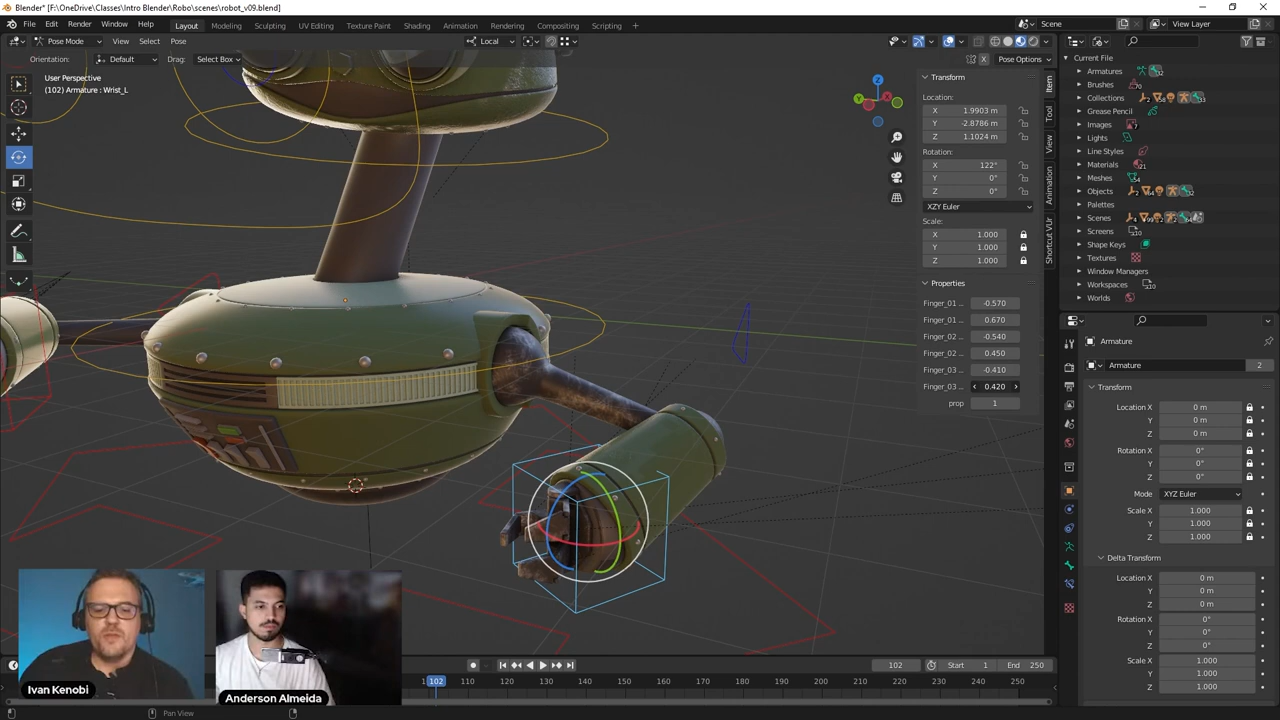 Blender* [F:\OneDrive\Classes\Intro Blender\Robo\scenes\robot_v09.blend]
File Edit Render Window Help Layout Modeling Sculpting UV Editing Texture Paint Shading Animation Rendering Compositing Scripting Scene View Layer
Pose Mode View Select Pose Local
Orientation: Default Drag: Select Box X Pose Options
User Perspective
(102) Armature : Wrist_L
Transform
Location:
X 1.9903 m
Y -2.8786 m
Z 1.1024 m
Rotation:
X 122°
Y 0°
Z 0°
XZY Euler
Scale:
X 1.000
Y 1.000
Z 1.000
Properties
Finger_01 ... -0.570
Finger_01 ... 0.670
Finger_02 ... -0.540
Finger_02 ... 0.450
Finger_03 ... -0.410
Finger_03 ... 0.420
prop 1
Item
Tool
View
Animation
Shortcut VUr
Current File
Armatures
Brushes
Collections
Grease Pencil
Images
Lights
Line Styles
Materials
Meshes
Objects
Palettes
Scenes
Screens
Shape Keys
Textures
Window Managers
Workspaces
Worlds
Armature
Armature 2
Transform
Location X 0 m
Y 0 m
Z 0 m
Rotation X 0°
Y 0°
Z 0°
Mode XYZ Euler
Scale X 1.000
Y 1.000
Z 1.000
Delta Transform
Location X 0 m
Y 0 m
Z 0 m
Rotation X 0°
Y 0°
Z 0°
Scale X 1.000
Y 1.000
Z 1.000
Ivan Kenobi
Anderson Almeida
102 Start 1 End 250
102 120 130 140 150 160 170 180 190 200 210 220 230 240 250
Pan View